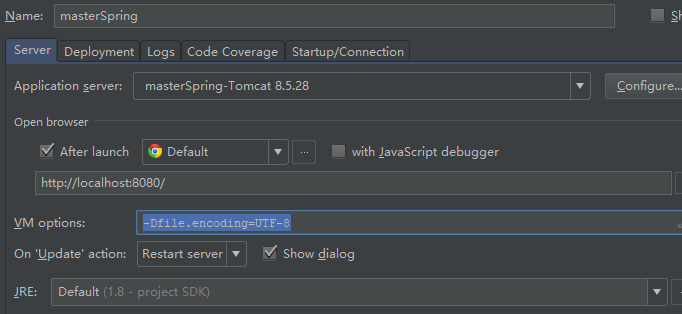 Name: masterSpring Sh
Server Deployment Logs Code Coverage Startup/Connection
Application server: masterSpring-Tomcat 8.5.28 Configure...
Open browser
After launch Default ... with JavaScript debugger
http://localhost:8080/
VM options: -Dfile.encoding=UTF-8
On 'Update' action: Restart server Show dialog
JRE: Default (1.8 - project SDK)